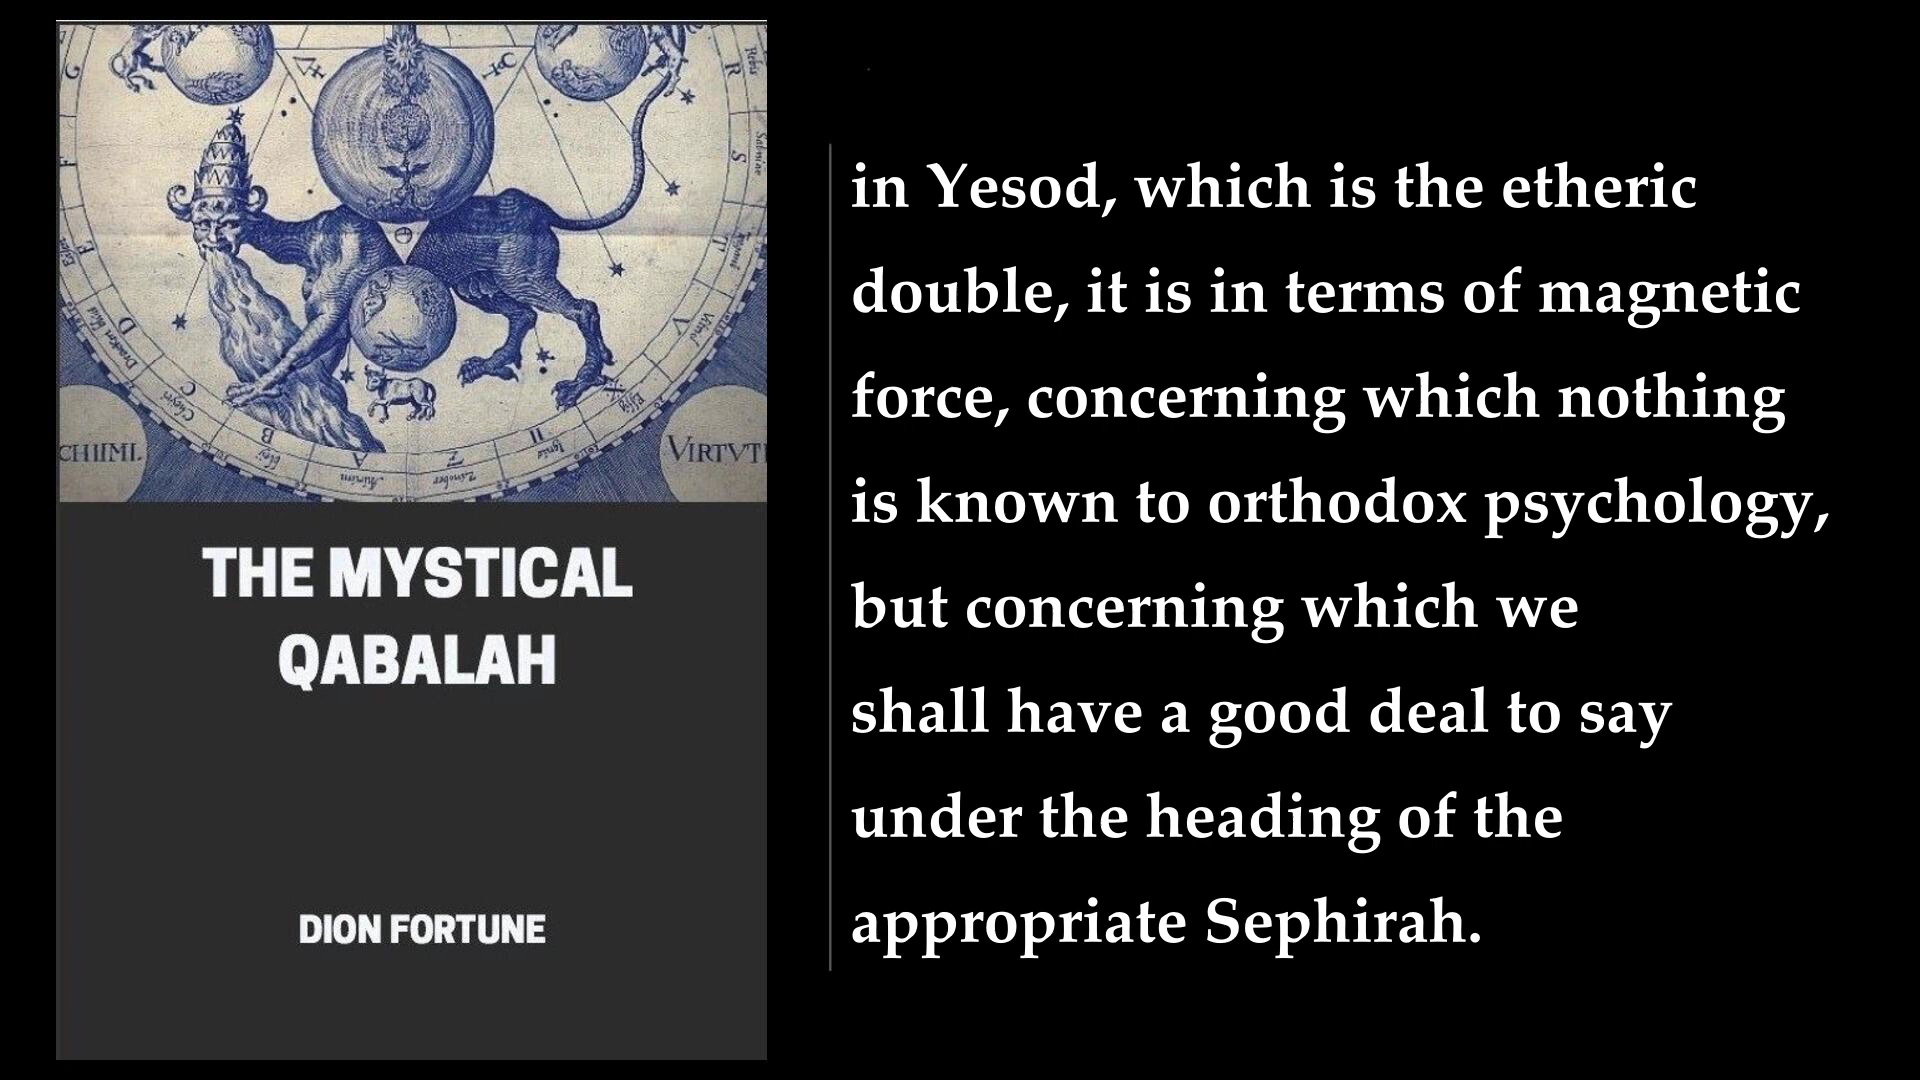 CHIIMI.
VIRTVT
THE MYSTICAL
QABALAH
DION FORTUNE
in Yesod, which is the etheric
double, it is in terms of magnetic
force, concerning which nothing
is known to orthodox psychology,
but concerning which we
shall have a good deal to say
under the heading of the
appropriate Sephirah.